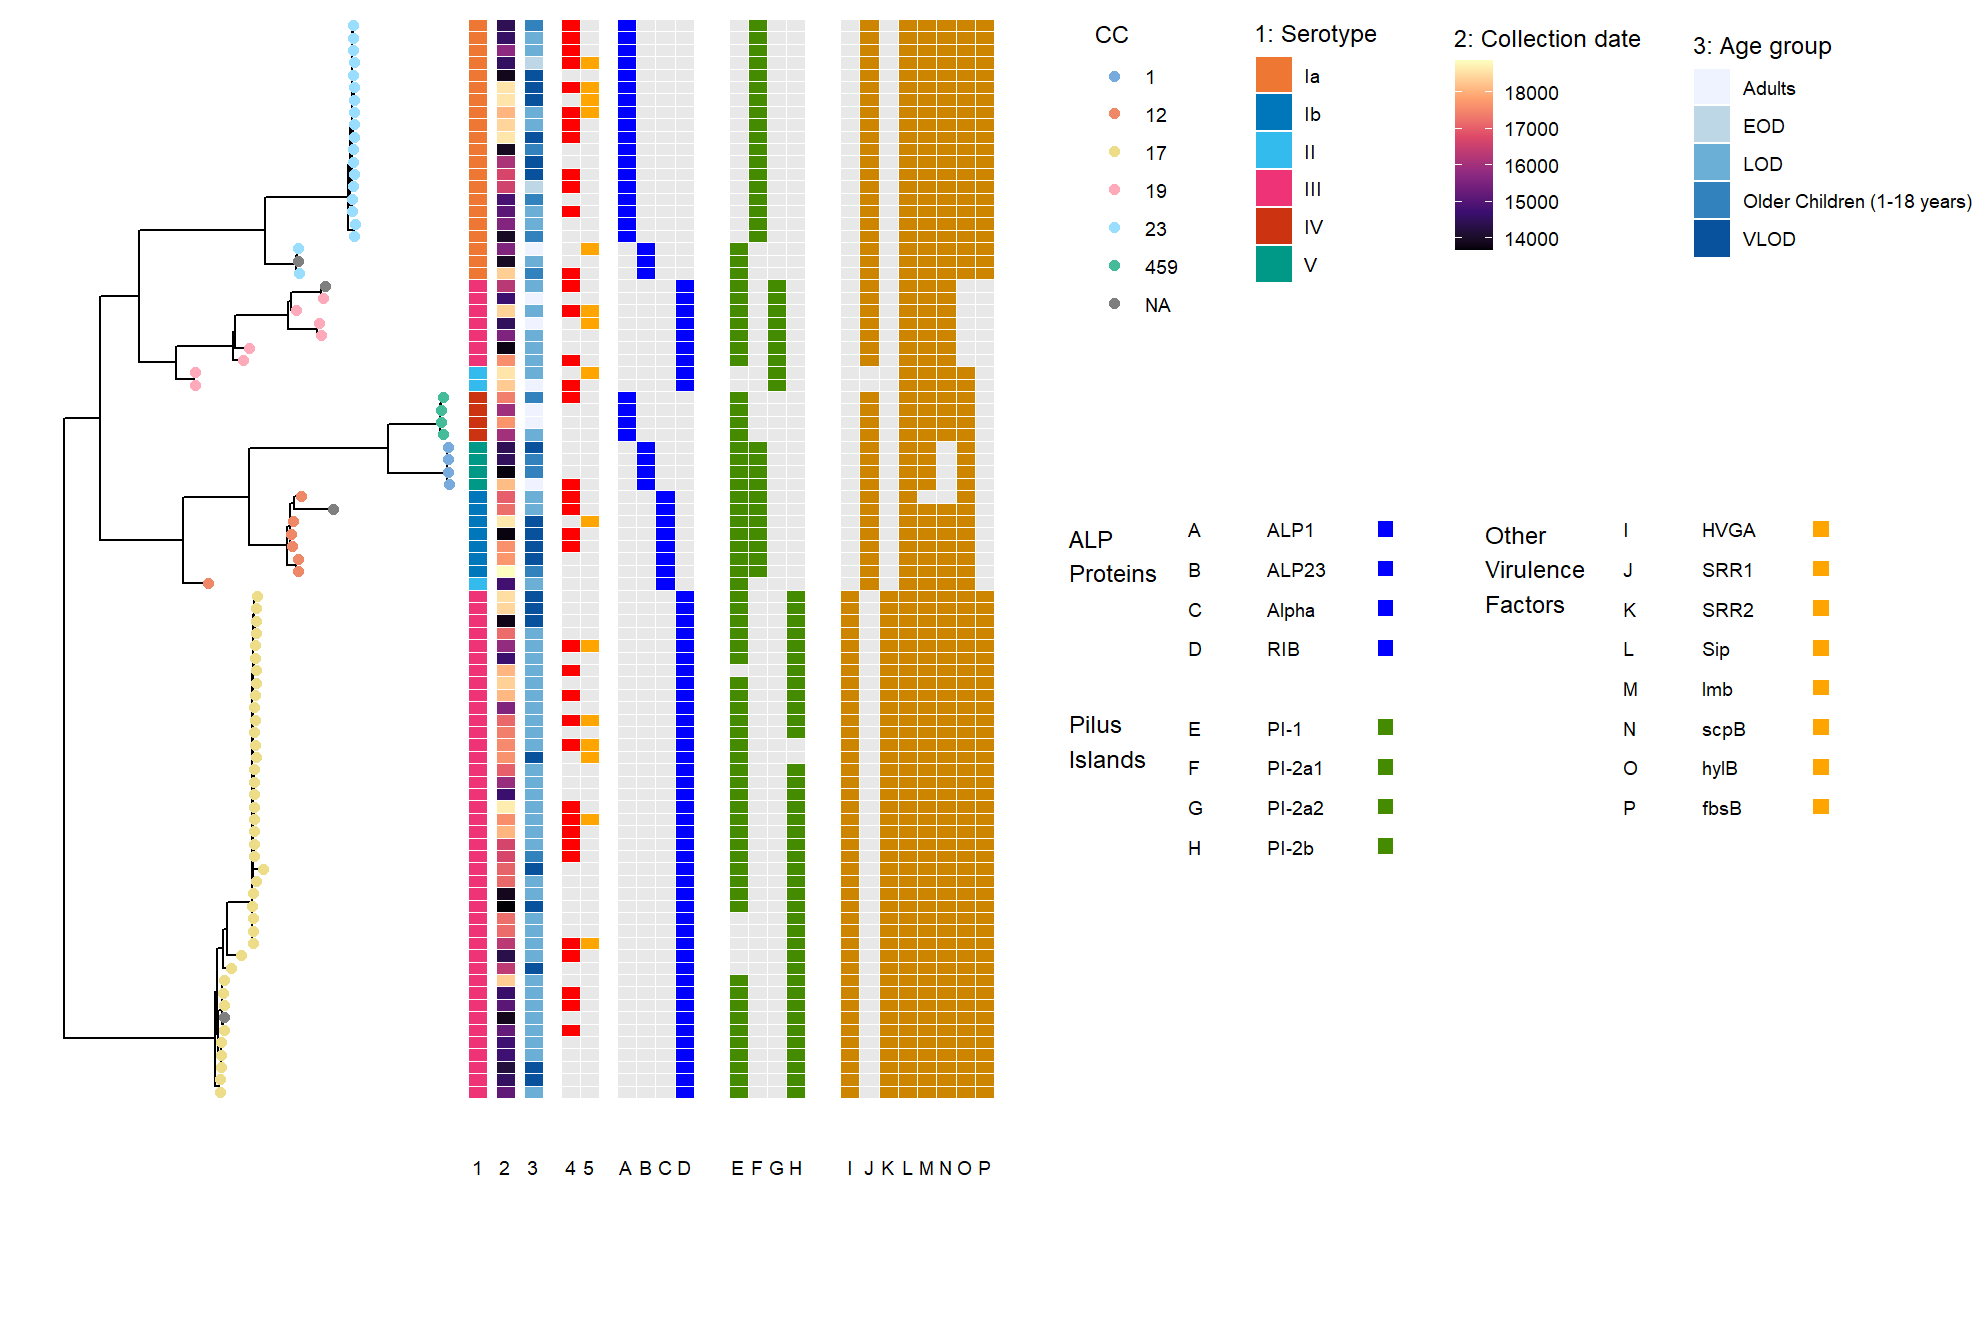 CC
1
12
17
19
23
459
NA
1: Serotype
Ia
Ib
II
III
IV
V
2: Collection date
18000
17000
16000
15000
14000
3: Age group
Adults
EOD
LOD
Older Children (1-18 years)
VLOD
ALP
Proteins
A ALP1
B ALP23
C Alpha
D RIB
Pilus
Islands
E PI-1
F PI-2a1
G PI-2a2
H PI-2b
Other
Virulence
Factors
I HVGA
J SRR1
K SRR2
L Sip
M lmb
N scpB
O hylB
P fbsB
1 2 3 4 5 A B C D E F G H I J K L M N O P